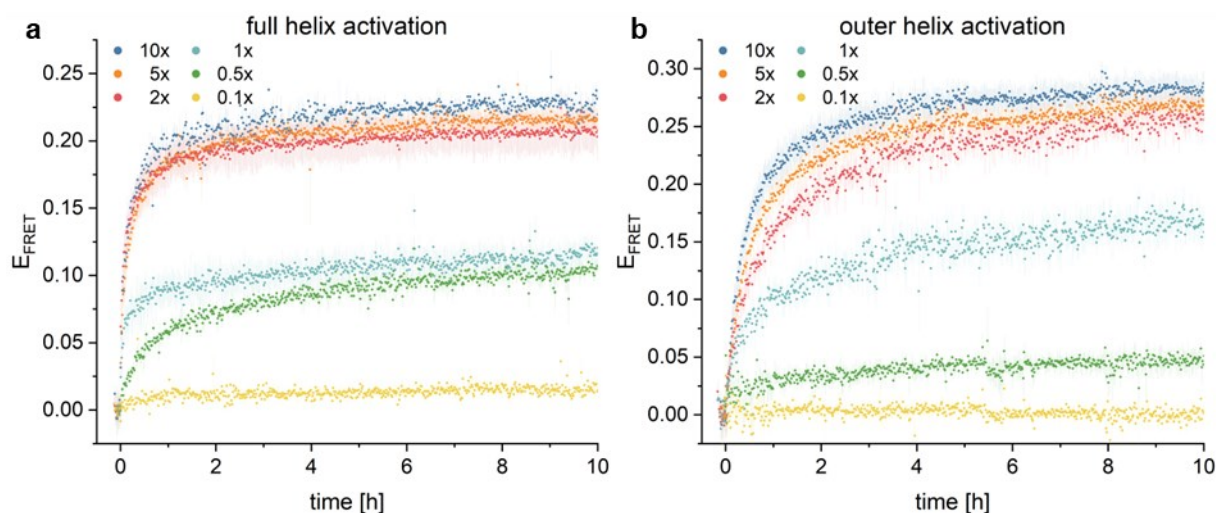 a
full helix activation
10x
1x
5x
0.5x
2x
0.1x
0.25
0.20
0.15
0.10
0.05
0.00
E_FRET
0
2
4
6
8
10
time [h]
b
outer helix activation
10x
1x
5x
0.5x
2x
0.1x
0.30
0.25
0.20
0.15
0.10
0.05
0.00
E_FRET
0
2
4
6
8
10
time [h]